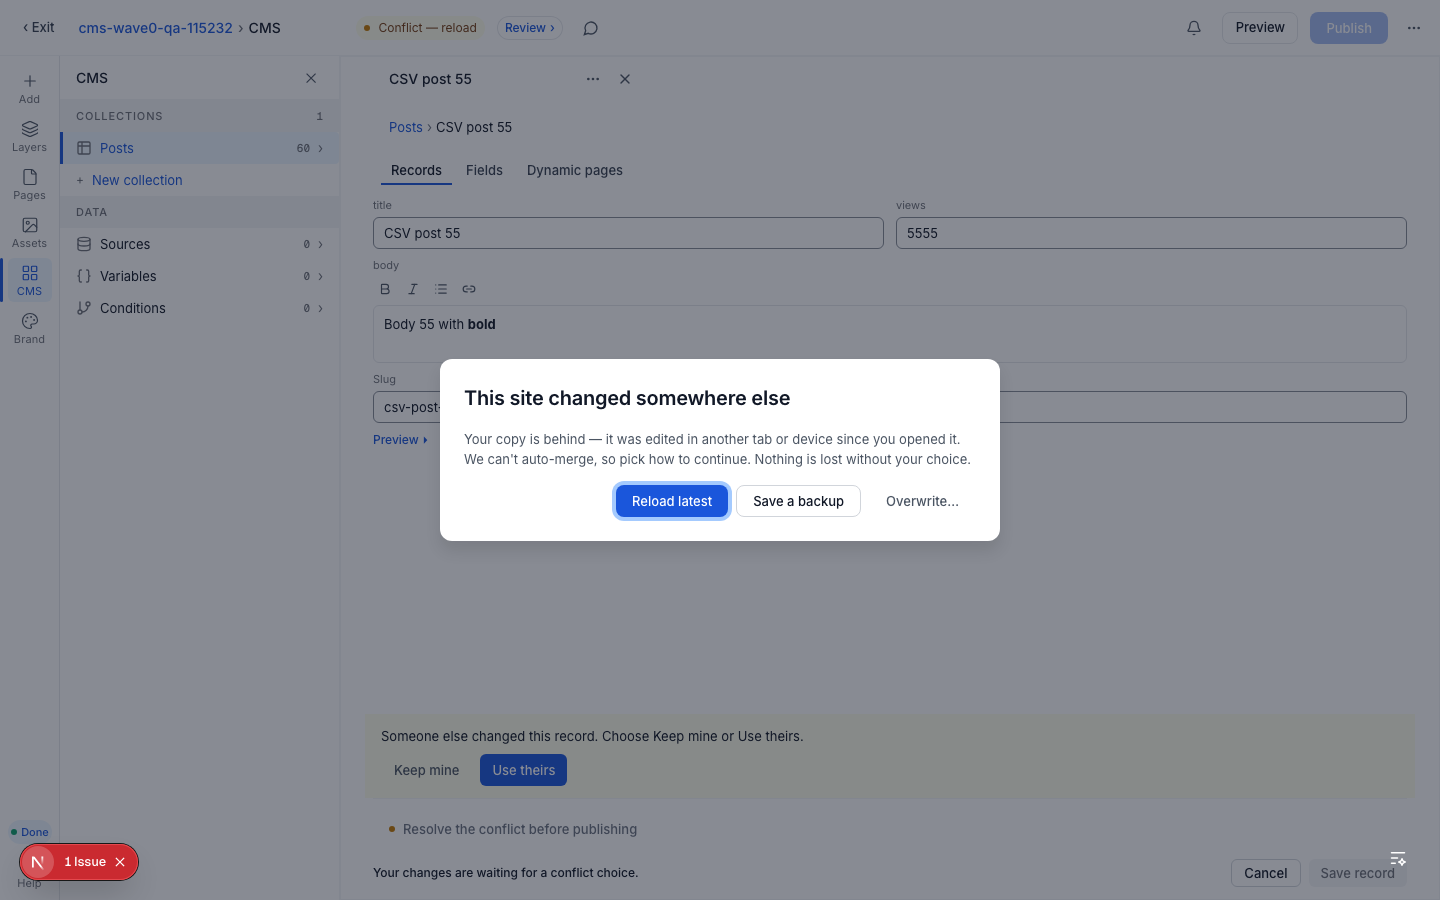 ‹ Exit
cms-wave0-qa-115232 › CMS
Conflict — reload
Review ›
Preview
Publish
Add
Layers
Pages
Assets
CMS
Brand
Done
Help
CMS
COLLECTIONS 1
Posts 60 ›
+ New collection
DATA
Sources 0 ›
Variables 0 ›
Conditions 0 ›
CSV post 55
Posts › CSV post 55
Records Fields Dynamic pages
title
CSV post 55
views
5555
body
Body 55 with bold
Slug
csv-post-
Preview
This site changed somewhere else
Your copy is behind — it was edited in another tab or device since you opened it.
We can't auto-merge, so pick how to continue. Nothing is lost without your choice.
Reload latest
Save a backup
Overwrite...
Someone else changed this record. Choose Keep mine or Use theirs.
Keep mine
Use theirs
Resolve the conflict before publishing
Your changes are waiting for a conflict choice.
Cancel
Save record
N 1 Issue